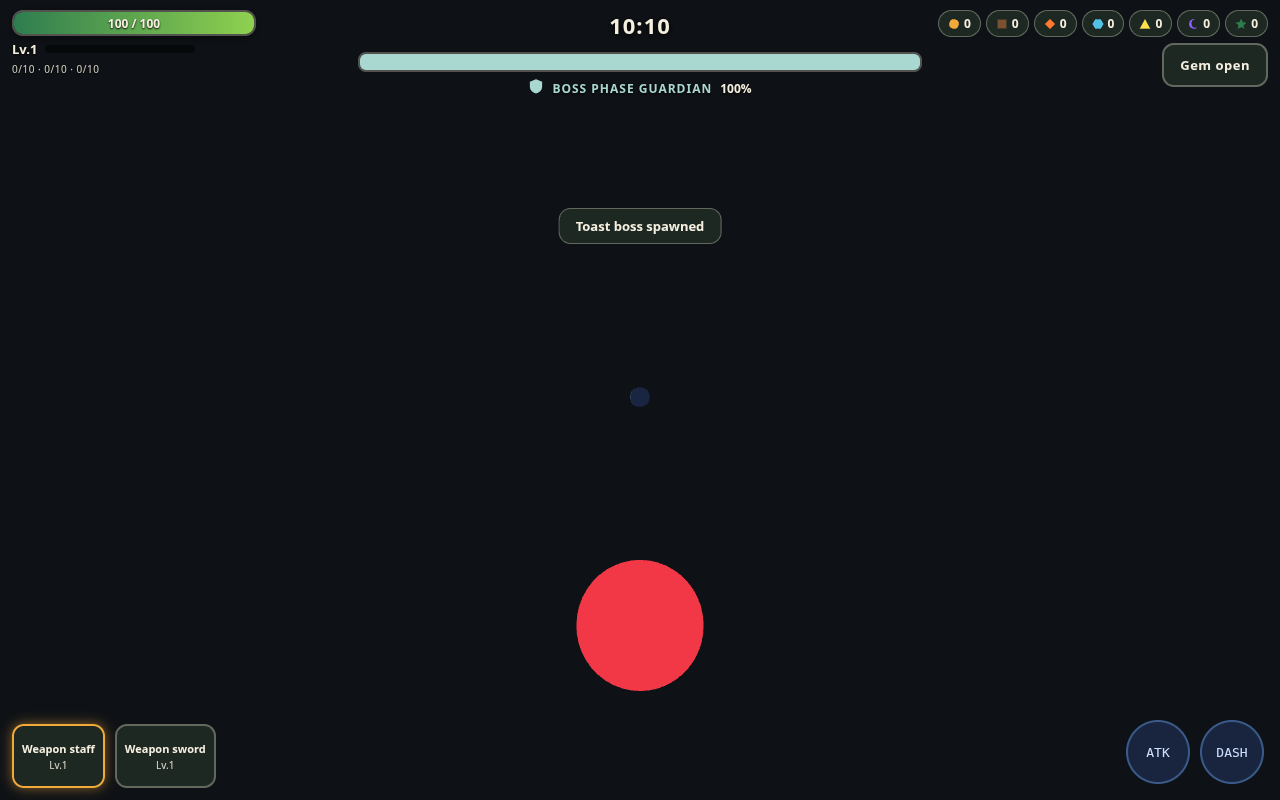 100 / 100
Lv.1
0/10 · 0/10 · 0/10
10:10
BOSS PHASE GUARDIAN 100%
0 0 0 0 0 0 0
Gem open
Toast boss spawned
Weapon staff
Lv.1
Weapon sword
Lv.1
ATK
DASH